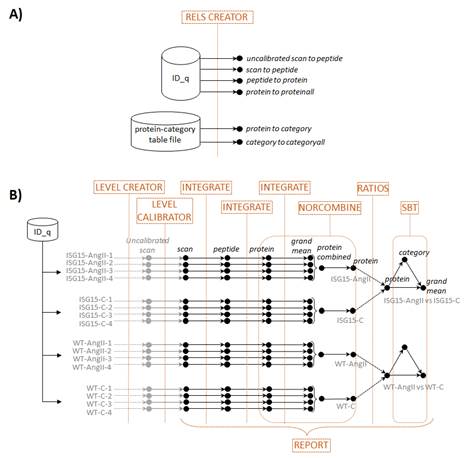 A)
RELS CREATOR
ID_q
uncalibrated scan to peptide
scan to peptide
peptide to protein
protein to proteinall
protein-category
table file
protein to category
category to categoryall
B)
LEVEL CREATOR
INTEGRATE
INTEGRATE
RATIOS
LEVEL
CALIBRATOR
INTEGRATE
NORCOMBINE
SBT
ID_q
Uncalibrated
scan
scan
peptide
protein
grand
mean
protein
combined
category
protein
grand
mean
ISG15-AngII-1
ISG15-AngII-2
ISG15-AngII-3
ISG15-AngII-4
ISG15-AngII
ISG15-AngII vs ISG15-C
ISG15-C-1
ISG15-C-2
ISG15-C-3
ISG15-C-4
ISG15-C
WT-AngII-1
WT-AngII-2
WT-AngII-3
WT-AngII-4
WT-AngII
WT-AngII vs WT-C
WT-C-1
WT-C-2
WT-C-3
WT-C-4
WT-C
REPORT